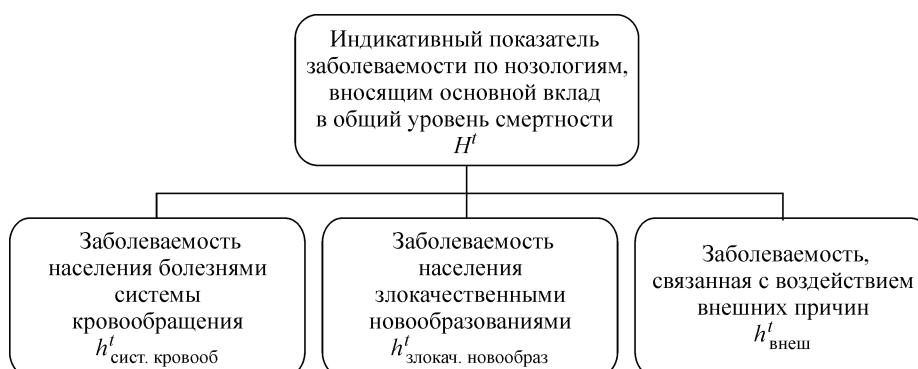 Индикативный показатель
заболеваемости по нозологиям,
вносящим основной вклад
в общий уровень смертности
H^t
Заболеваемость
населения болезнями
системы
кровообращения
h^t_сист. кровооб
Заболеваемость
населения
злокачественными
новообразованиями
h^t_злокач. новообраз
Заболеваемость,
связанная с воздействием
внешних причин
h^t_внеш